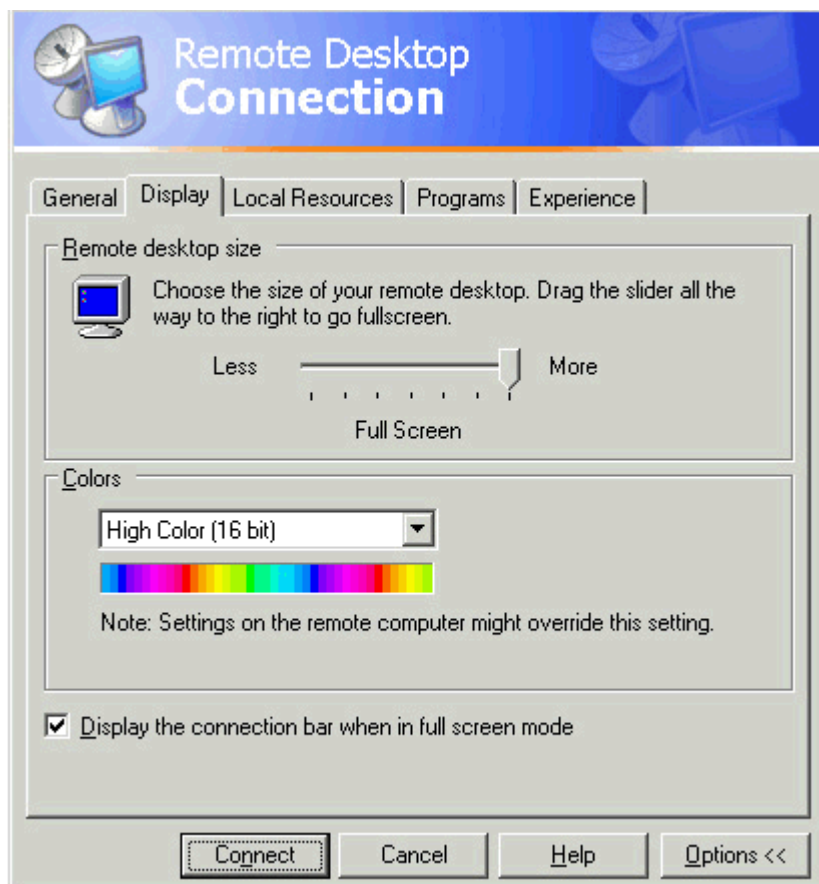 Remote Desktop
Connection
General Display Local Resources Programs Experience
Remote desktop size
Choose the size of your remote desktop. Drag the slider all the
way to the right to go fullscreen.
Less More
Full Screen
Colors
High Color (16 bit)
Note: Settings on the remote computer might override this setting.
Display the connection bar when in full screen mode
Connect Cancel Help Options <<